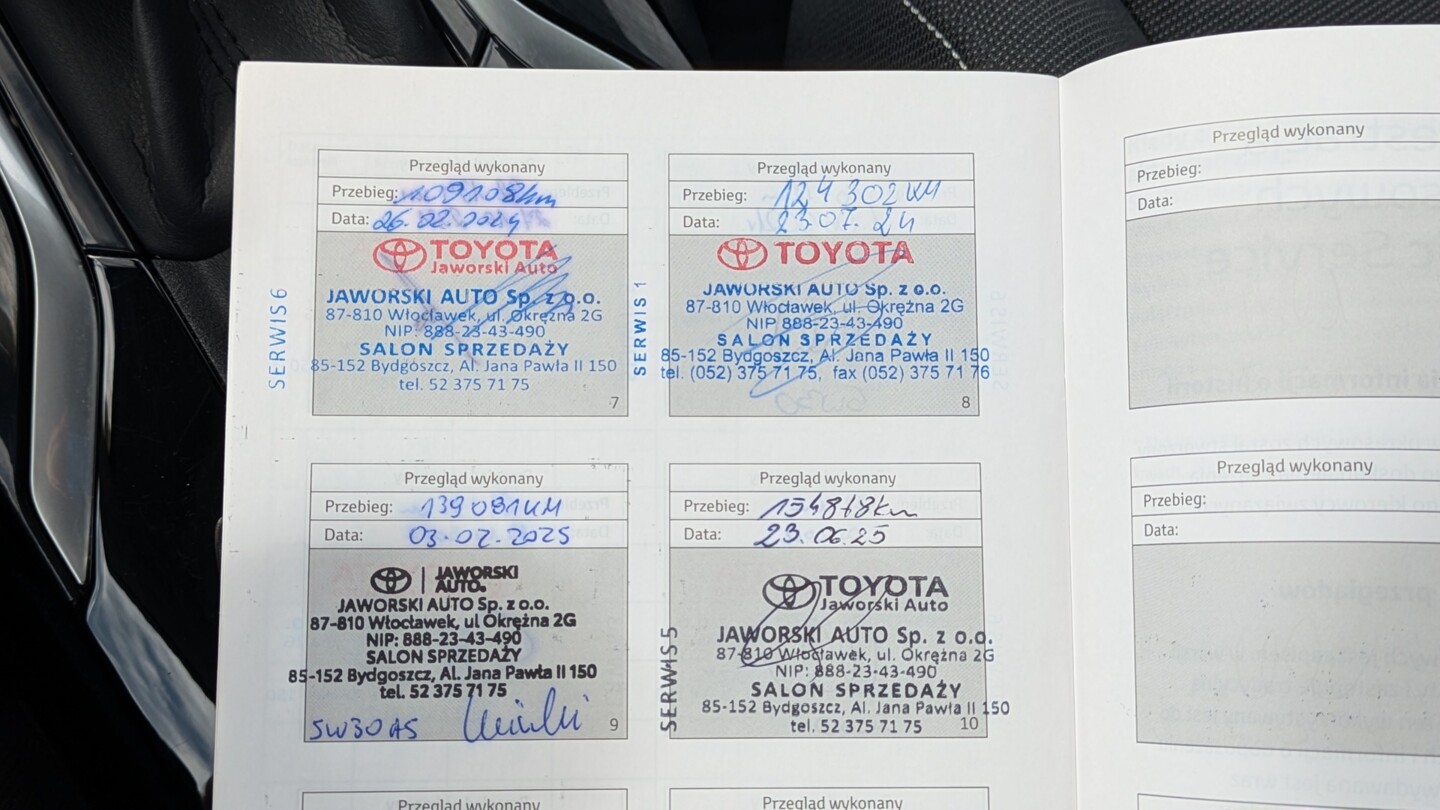 Przegląd wykonany
Przebieg: 109108km
Data: 26.02.2024
TOYOTA
Jaworski Auto
JAWORSKI AUTO Sp. z o.o.
87-810 Włocławek, ul. Okrężna 2G
NIP: 888-23-43-490
SALON SPRZEDAŻY
85-152 Bydgoszcz, Al. Jana Pawła II 150
tel. 52 375 71 75
SERWIS 6
7
Przegląd wykonany
Przebieg: 124 302 KM
Data: 23.07.24
TOYOTA
JAWORSKI AUTO Sp. z o.o.
87-810 Włocławek, ul. Okrężna 2G
NIP 888-23-43-490
SALON SPRZEDAŻY
85-152 Bydgoszcz, Al. Jana Pawła II 150
tel. (052) 375 71 75, fax (052) 375 71 76
SERWIS 1
8
Przegląd wykonany
Przebieg: 139091KM
Data: 03.02.2025
JAWORSKI
AUTO
JAWORSKI AUTO Sp. z o.o.
87-810 Włocławek, ul Okrężna 2G
NIP: 888-23-43-490
SALON SPRZEDAŻY
85-152 Bydgoszcz, Al. Jana Pawła II 150
tel. 52 375 71 75
5W30 A5
9
Przegląd wykonany
Przebieg:
Data: 23.06.25
TOYOTA
Jaworski Auto
JAWORSKI AUTO Sp. z o.o.
87-810 Włocławek, ul. Okrężna 2G
NIP: 888-23-43-490
SALON SPRZEDAŻY
85-152 Bydgoszcz, Al. Jana Pawła II 150
tel. 52 375 71 75
SERWIS 5
10
Przegląd wykonany
Przegląd wykonany
Przegląd wykonany
Przebieg:
Data:
Przegląd wykonany
Przebieg:
Data: